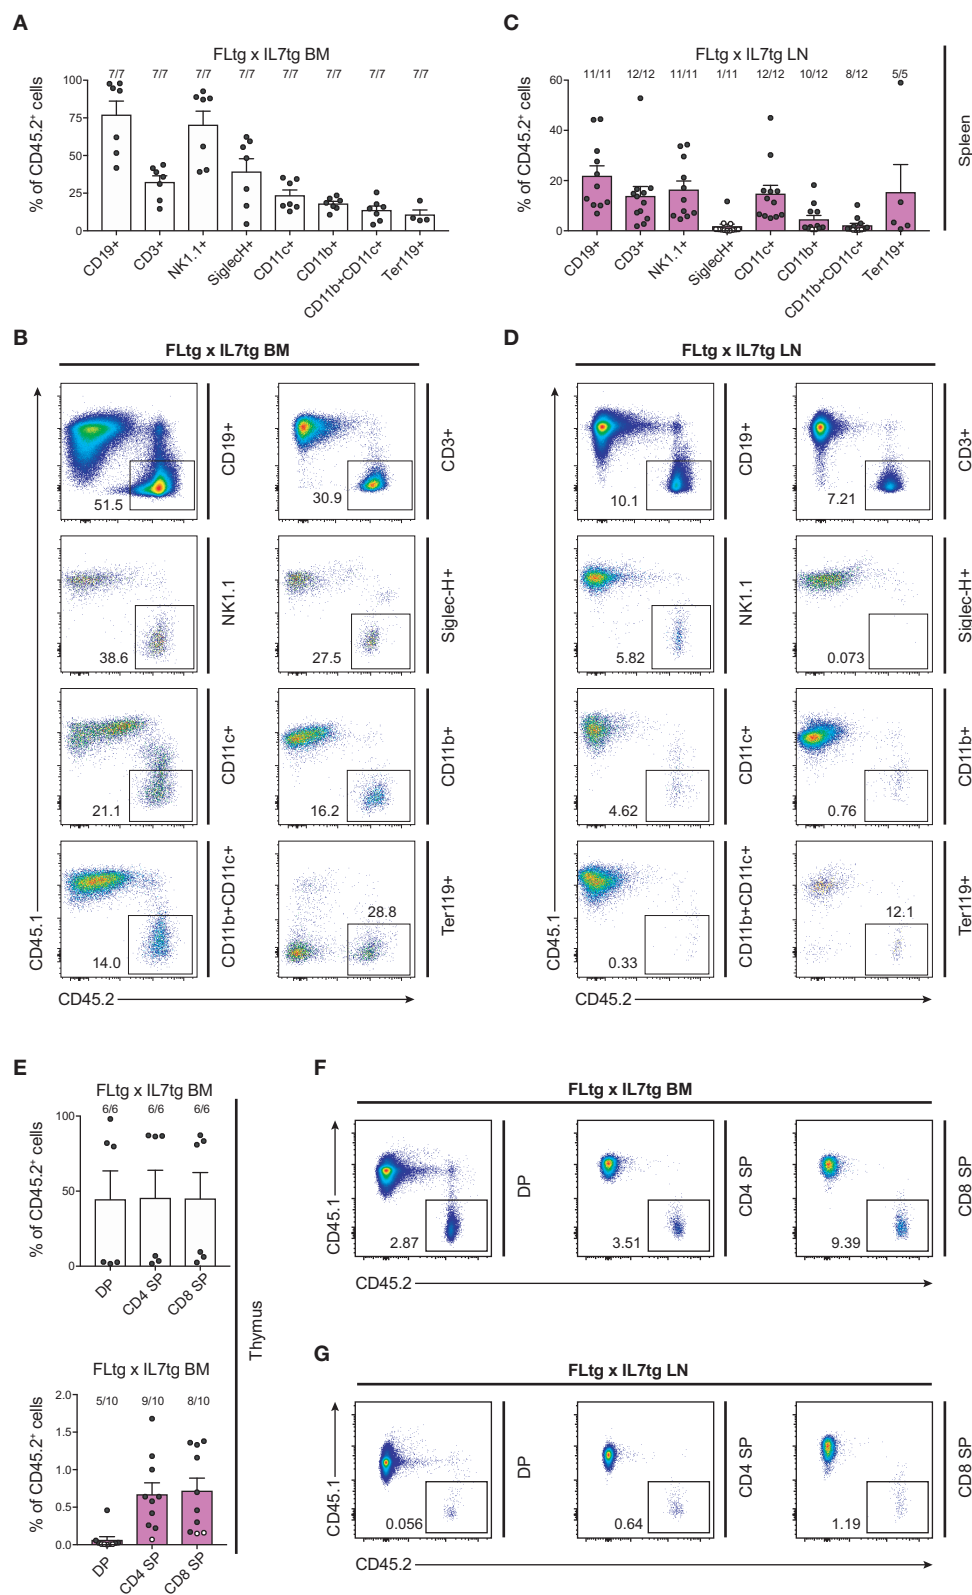 A
FLtg x IL7tg BM
7/7 7/7 7/7 7/7 7/7 7/7 7/7 7/7
% of CD45.2+ cells
100
75
50
25
0
CD19+ CD3+ NK1.1+ SiglecH+ CD11c+ CD11b+ CD11b+CD11c+ Ter119+
C
FLtg x IL7tg LN
11/11 12/12 11/11 1/11 12/12 10/12 8/12 5/5
% of CD45.2+ cells
60
40
20
0
CD19+ CD3+ NK1.1+ SiglecH+ CD11c+ CD11b+ CD11b+CD11c+ Ter119+
Spleen
B
FLtg x IL7tg BM
51.5
CD19+
30.9
CD3+
38.6
NK1.1
27.5
Siglec-H+
21.1
CD11c+
16.2
CD11b+
14.0
CD11b+CD11c+
28.8
Ter119+
CD45.1
CD45.2
D
FLtg x IL7tg LN
10.1
CD19+
7.21
CD3+
5.82
NK1.1
0.073
Siglec-H+
4.62
CD11c+
0.76
CD11b+
0.33
CD11b+CD11c+
12.1
Ter119+
CD45.1
CD45.2
E
FLtg x IL7tg BM
6/6 6/6 6/6
% of CD45.2+ cells
100
50
0
DP CD4 SP CD8 SP
FLtg x IL7tg BM
5/10 9/10 8/10
% of CD45.2+ cells
2.0
1.5
1.0
0.5
0.0
DP CD4 SP CD8 SP
Thymus
F
FLtg x IL7tg BM
CD45.1
2.87
DP
3.51
CD4 SP
9.39
CD8 SP
CD45.2
G
FLtg x IL7tg LN
CD45.1
0.056
DP
0.64
CD4 SP
1.19
CD8 SP
CD45.2